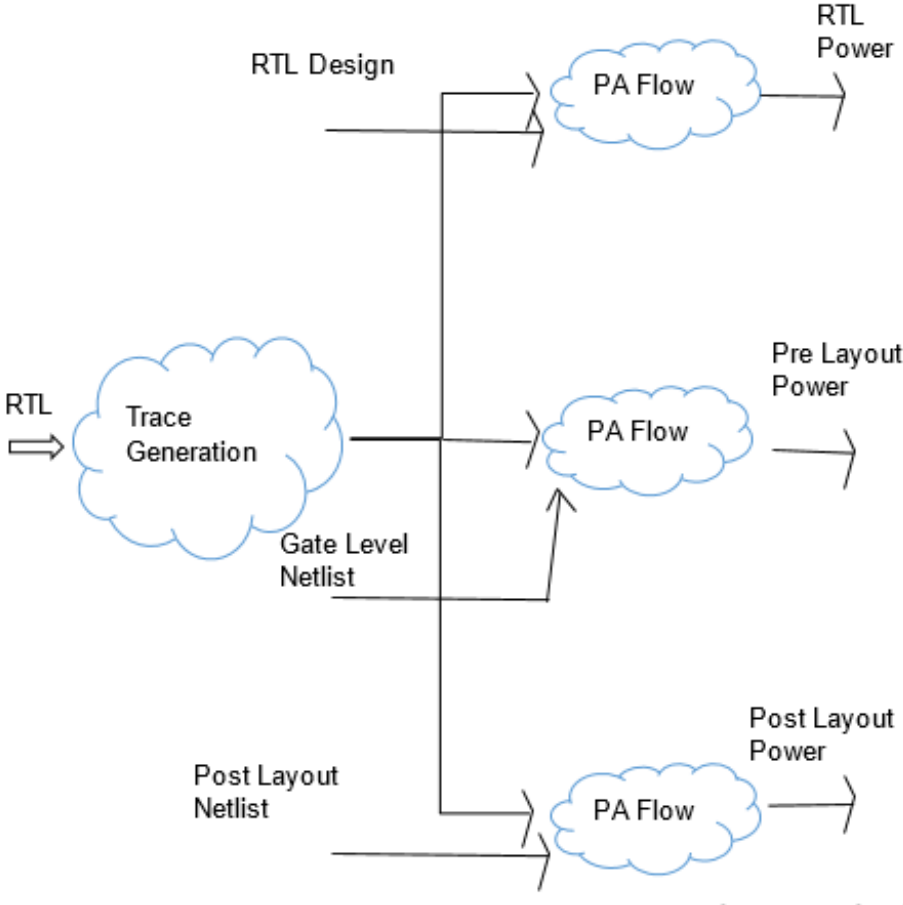 RTL
Power
RTL Design
PA Flow
Pre Layout
Power
RTL
Trace
Generation
PA Flow
Gate Level
Netlist
Post Layout
Power
Post Layout
Netlist
PA Flow